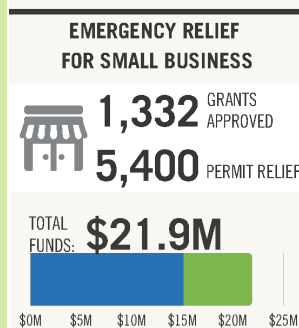 EMERGENCY RELIEF
FOR SMALL BUSINESS
1,332 GRANTS
APPROVED
5,400 PERMIT RELIEF
TOTAL
FUNDS: $21.9M
$0M $5M $10M $15M $20M $25M